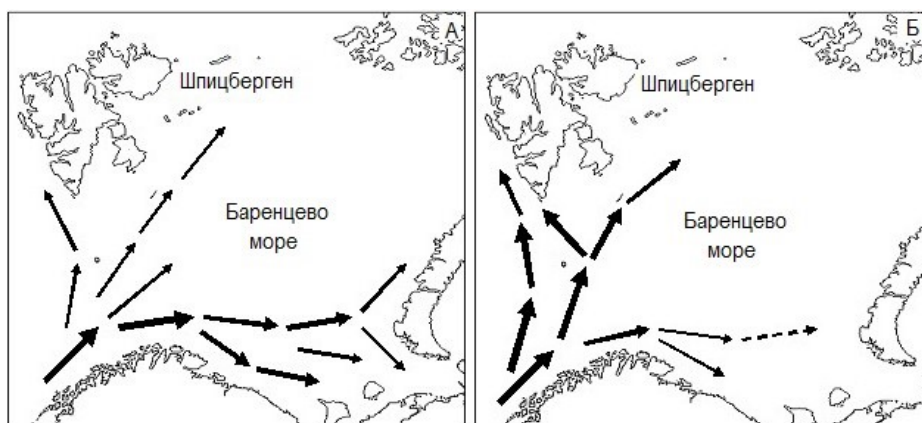 А
Шпицберген
Баренцево
море
Б
Шпицберген
Баренцево
море